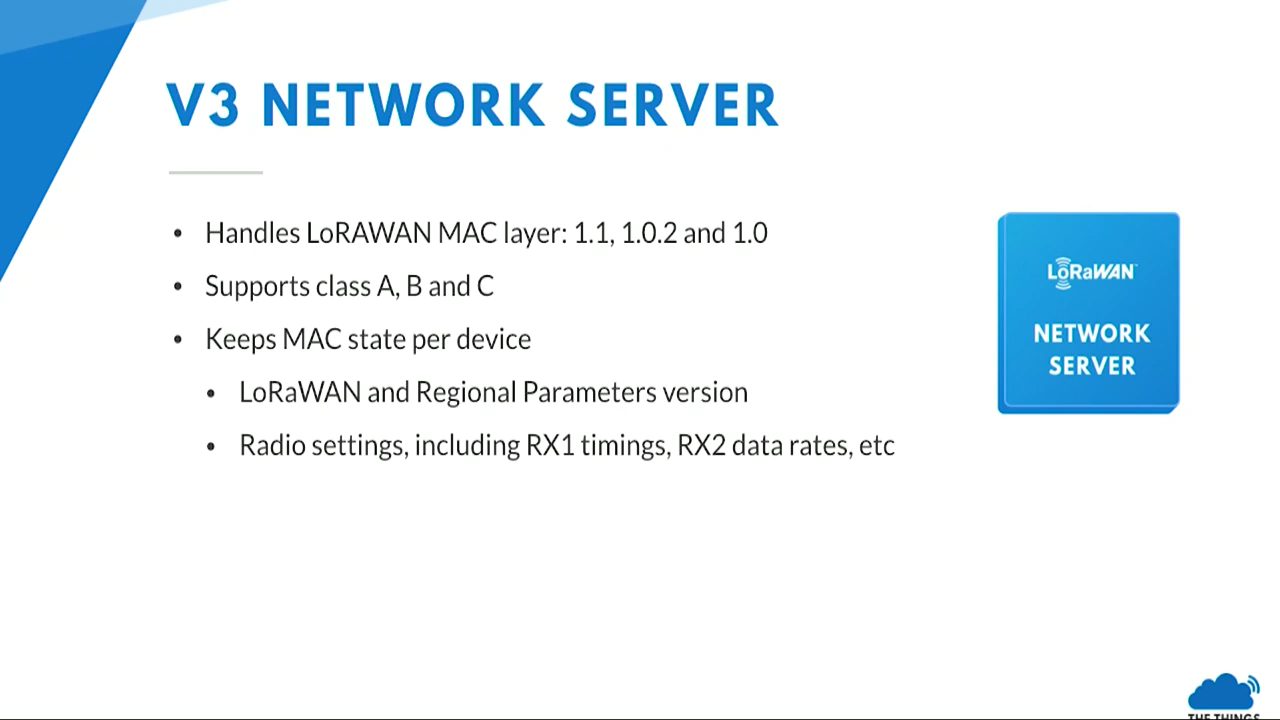 V3 NETWORK SERVER
• Handles LoRAWAN MAC layer: 1.1, 1.0.2 and 1.0
• Supports class A, B and C
• Keeps MAC state per device
• LoRaWAN and Regional Parameters version
• Radio settings, including RX1 timings, RX2 data rates, etc
LoRaWAN
NETWORK
SERVER
THE THINGS